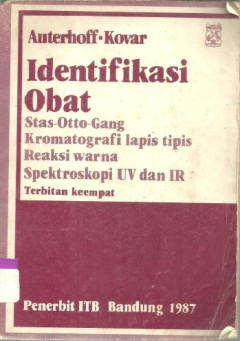 Auterhoff·Kovar
Identifikasi
Obat
Stas-Otto-Gang
Kromatografi lapis tipis
Reaksi warna
Spektroskopi UV dan IR
Terbitan keempat
Penerbit ITB Bandung 1987